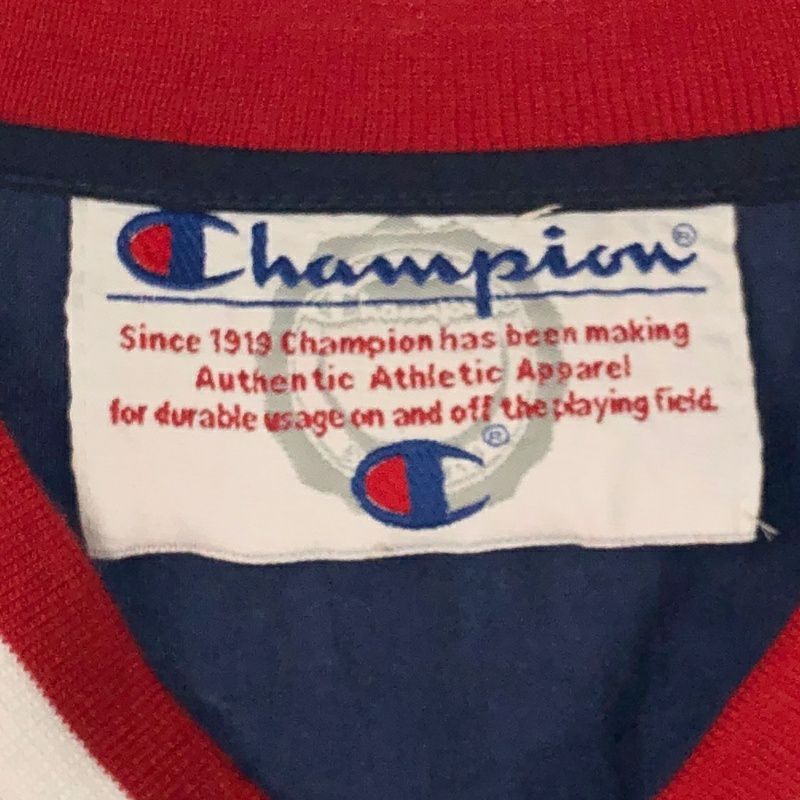 Champion®
Since 1919 Champion has been making
Authentic Athletic Apparel
for durable usage on and off the playing field.
C®